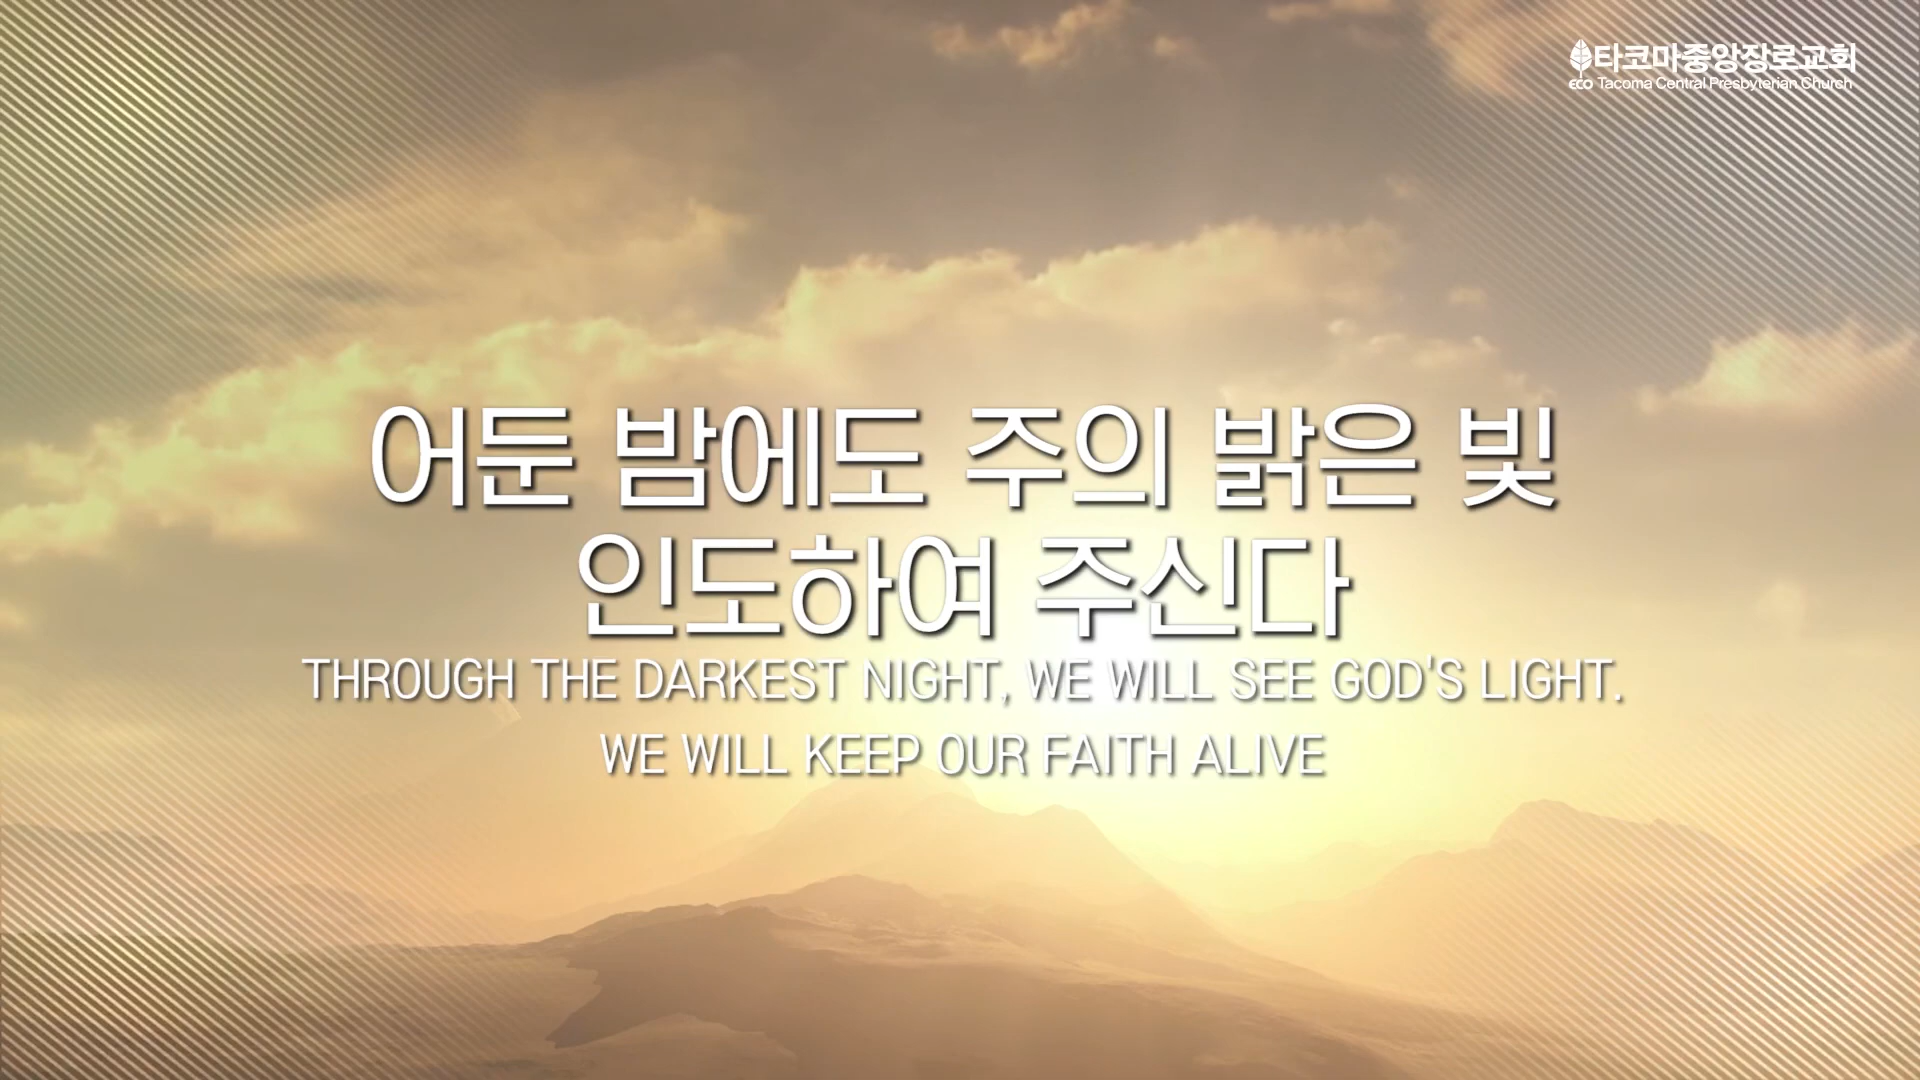 타코마중앙장로교회
ECO Tacoma Central Presbyterian Church
어둔 밤에도 주의 밝은 빛
인도하여 주신다
THROUGH THE DARKEST NIGHT, WE WILL SEE GOD'S LIGHT.
WE WILL KEEP OUR FAITH ALIVE